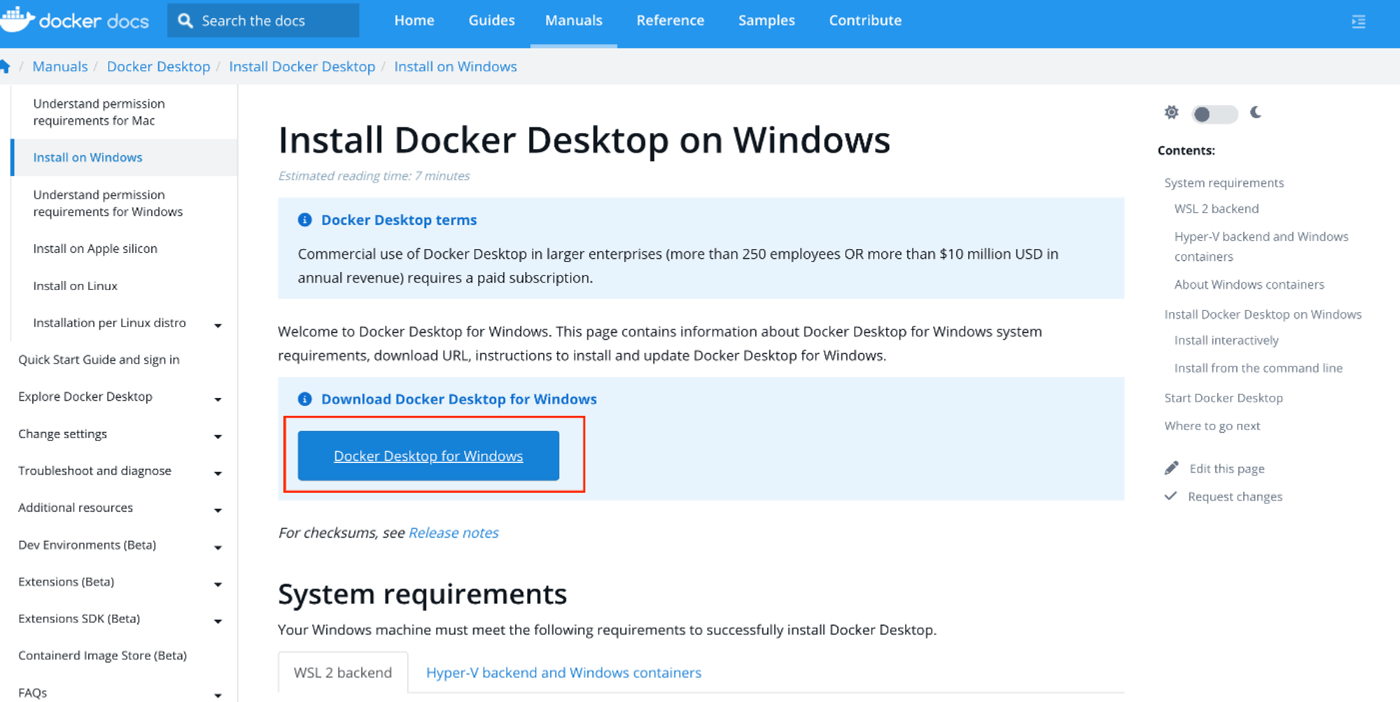 docker docs
Search the docs
Home
Guides
Manuals
Reference
Samples
Contribute
/ Manuals / Docker Desktop / Install Docker Desktop / Install on Windows
Understand permission
requirements for Mac
Install on Windows
Understand permission
requirements for Windows
Install on Apple silicon
Install on Linux
Installation per Linux distro
Quick Start Guide and sign in
Explore Docker Desktop
Change settings
Troubleshoot and diagnose
Additional resources
Dev Environments (Beta)
Extensions (Beta)
Extensions SDK (Beta)
Containerd Image Store (Beta)
FAQs
Install Docker Desktop on Windows
Estimated reading time: 7 minutes
Docker Desktop terms
Commercial use of Docker Desktop in larger enterprises (more than 250 employees OR more than $10 million USD in
annual revenue) requires a paid subscription.
Welcome to Docker Desktop for Windows. This page contains information about Docker Desktop for Windows system
requirements, download URL, instructions to install and update Docker Desktop for Windows.
Download Docker Desktop for Windows
Docker Desktop for Windows
For checksums, see Release notes
System requirements
Your Windows machine must meet the following requirements to successfully install Docker Desktop.
WSL 2 backend
Hyper-V backend and Windows containers
Contents:
System requirements
WSL 2 backend
Hyper-V backend and Windows
containers
About Windows containers
Install Docker Desktop on Windows
Install interactively
Install from the command line
Start Docker Desktop
Where to go next
Edit this page
Request changes